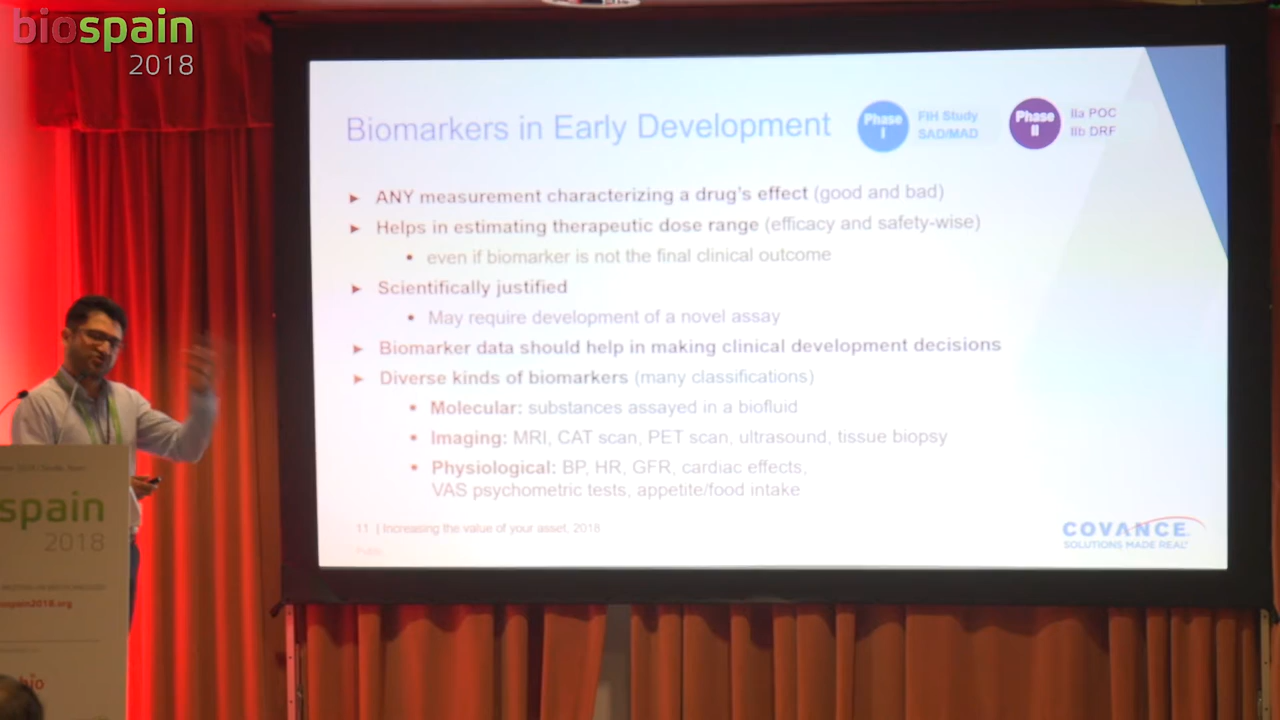 biospain
2018
Biomarkers in Early Development
Phase I
FIH Study
SAD/MAD
Phase II
IIa POC
IIb DRF
► ANY measurement characterizing a drug's effect (good and bad)
► Helps in estimating therapeutic dose range (efficacy and safety-wise)
• even if biomarker is not the final clinical outcome
► Scientifically justified
• May require development of a novel assay
► Biomarker data should help in making clinical development decisions
► Diverse kinds of biomarkers (many classifications)
• Molecular: substances assayed in a biofluid
• Imaging: MRI, CAT scan, PET scan, ultrasound, tissue biopsy
• Physiological: BP, HR, GFR, cardiac effects,
VAS psychometric tests, appetite/food intake
11 | Increasing the value of your asset, 2018
COVANCE
SOLUTIONS MADE REAL
spain
2018